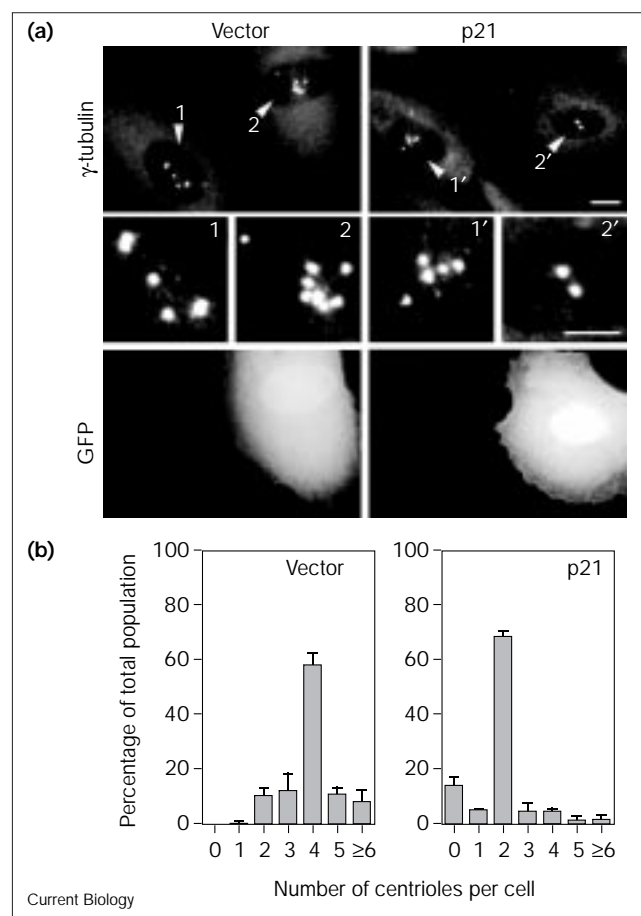 (a)
Vector
p21
γ-tubulin
1
2
1′
2′
1
2
1′
2′
GFP
(b)
Percentage of total population
100
80
60
40
20
0
Vector
0 1 2 3 4 5 ≥6
100
80
60
40
20
0
p21
0 1 2 3 4 5 ≥6
Number of centrioles per cell
Current Biology